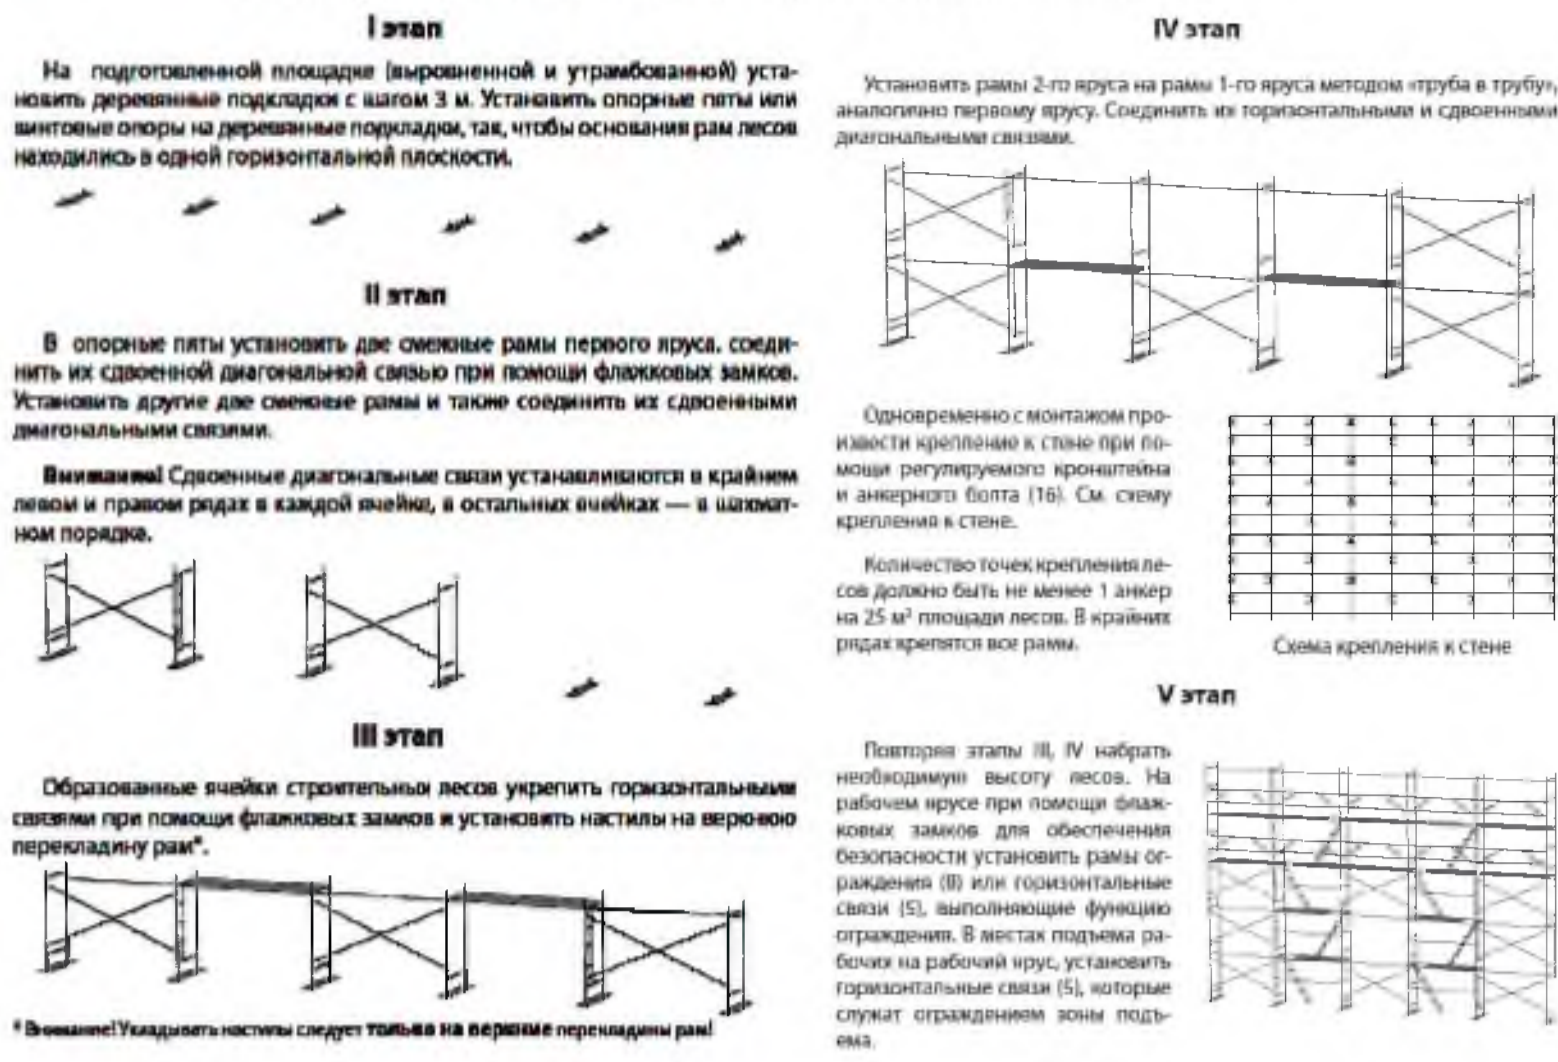 I этап
На подготовленной площадке (выровненной и утрамбованной) уста-
новить деревянные подкладки с шагом 3 м. Установить опорные пяты или
винтовые опоры на деревянные подкладки, так, чтобы основания рам лесов
находились в одной горизонтальной плоскости.
II этап
В опорные пяты установить две смежные рамы первого яруса, соеди-
нить их сдвоенной диагональной связью при помощи флажковых замков.
Установить другие две смежные рамы и также соединить их сдвоенными
диагональными связями.
Внимание! Сдвоенные диагональные связи устанавливаются в крайнем
левом и правом рядах в каждой ячейке, в остальных ячейках — в шахмат-
ном порядке.
III этап
Образованные ячейки строительных лесов укрепить горизонтальными
связями при помощи флажковых замков и установить настилы на верхнюю
перекладину рам*.
* Внимание! Укладывать настилы следует только на верхние перекладины рам!
IV этап
Установить рамы 2-го яруса на рамы 1-го яруса методом «труба в трубу»,
аналогично первому ярусу. Соединить их горизонтальными и сдвоенными
диагональными связями.
Одновременно с монтажом про-
извести крепление к стене при по-
мощи регулируемого кронштейна
и анкерного болта (16). См. схему
крепления к стене.
Количество точек крепления ле-
сов должно быть не менее 1 анкер
на 25 м² площади лесов. В крайних
рядах крепятся все рамы.
Схема крепления к стене
V этап
Повторяя этапы III, IV набрать
необходимую высоту лесов. На
рабочем ярусе при помощи флаж-
ковых замков для обеспечения
безопасности установить рамы ог-
раждения (8) или горизонтальные
связи (5), выполняющие функцию
ограждения. В местах подъема ра-
бочих на рабочий ярус, установить
горизонтальные связи (5), которые
служат ограждением зоны подъ-
ема.